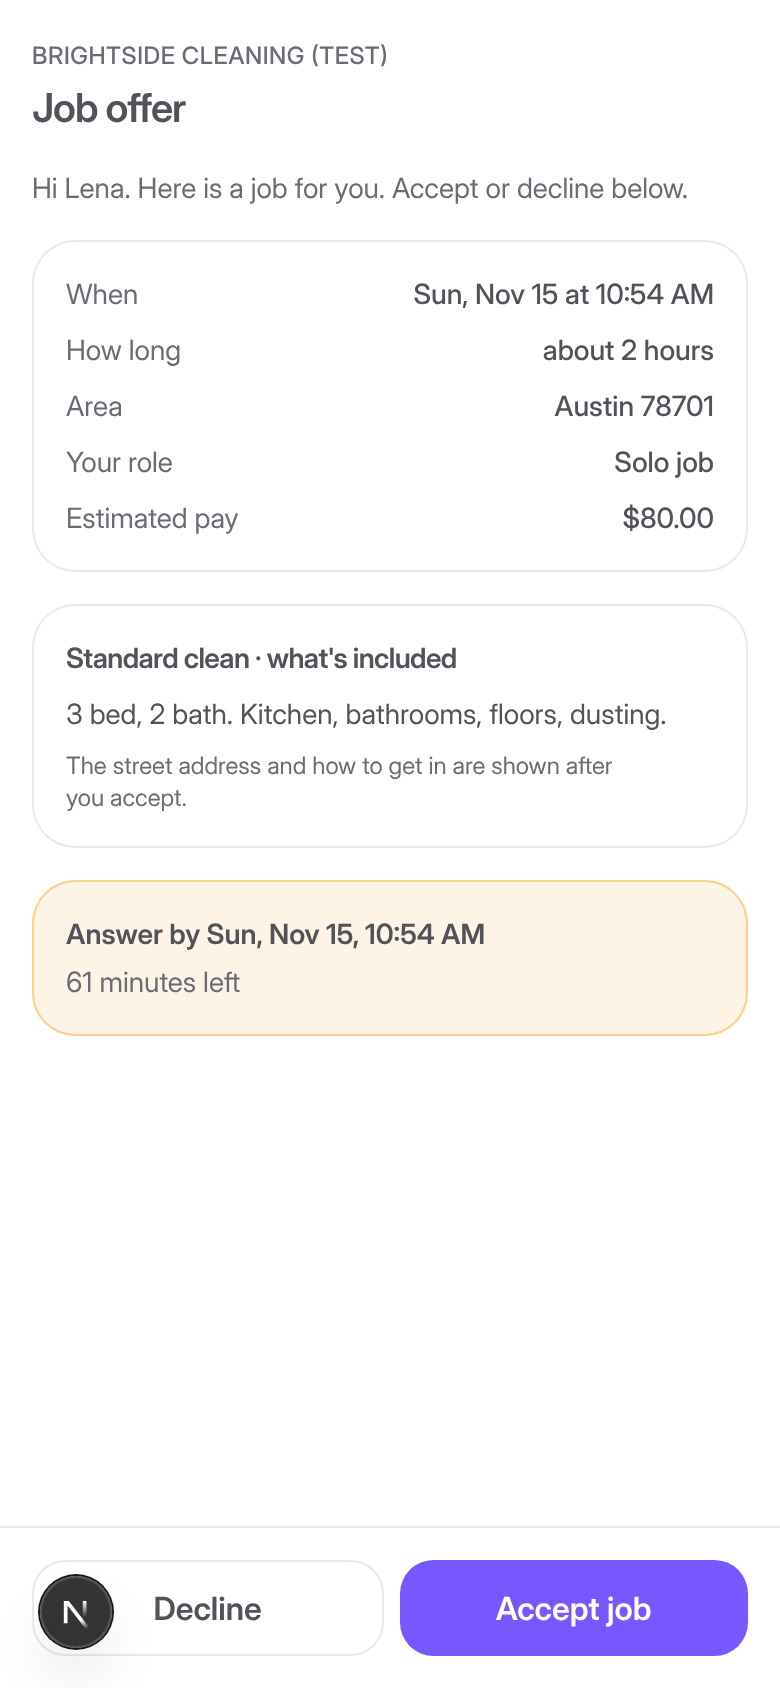 BRIGHTSIDE CLEANING (TEST)
Job offer
Hi Lena. Here is a job for you. Accept or decline below.
When Sun, Nov 15 at 10:54 AM
How long about 2 hours
Area Austin 78701
Your role Solo job
Estimated pay $80.00
Standard clean · what's included
3 bed, 2 bath. Kitchen, bathrooms, floors, dusting.
The street address and how to get in are shown after
you accept.
Answer by Sun, Nov 15, 10:54 AM
61 minutes left
N Decline Accept job